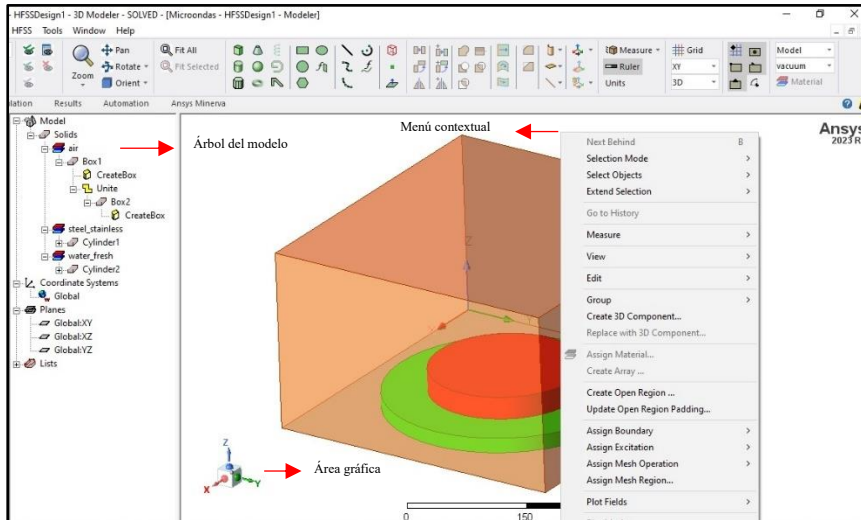 - HFSSDesign1 - 3D Modeler - SOLVED - [Microondas - HFSSDesign1 - Modeler]
HFSS Tools Window Help
Zoom
Pan
Rotate
Orient
Fit All
Fit Selected
Measure
Ruler
Units
Grid
XY
3D
Model
vacuum
Material
ulation Results Automation Ansys Minerva
Model
Solids
air
Box1
CreateBox
Unite
Box2
CreateBox
steel_stainless
Cylinder1
water_fresh
Cylinder2
Coordinate Systems
Global
Planes
Global:XY
Global:XZ
Global:YZ
Lists
Árbol del modelo
Menú contextual
Ansys
2023 R
Z
Z
X
Y
Área gráfica
0
150
Next Behind B
Selection Mode >
Select Objects >
Extend Selection >
Go to History
Measure >
View >
Edit >
Group >
Create 3D Component...
Replace with 3D Component...
Assign Material...
Create Array ...
Create Open Region ...
Update Open Region Padding...
Assign Boundary >
Assign Excitation >
Assign Mesh Operation >
Assign Mesh Region...
Plot Fields >